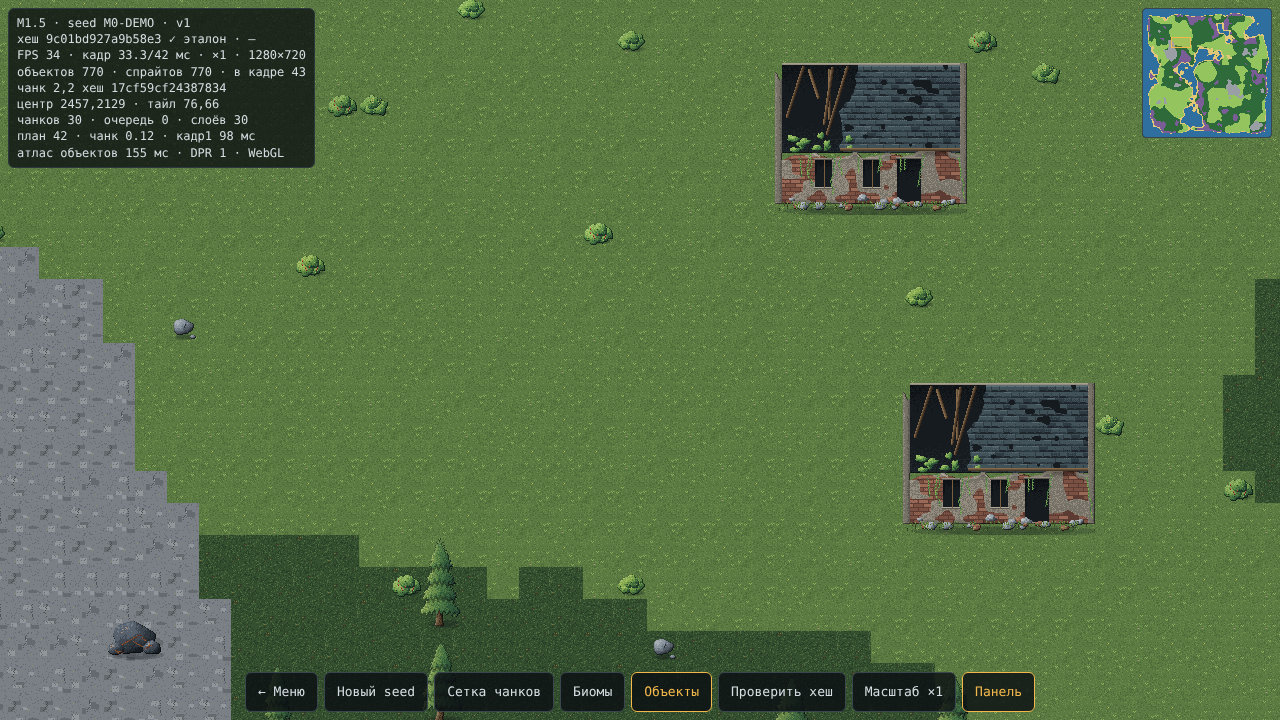 M1.5 · seed M0-DEMO · v1
хеш 9c01bd927a9b58e3 ✓ эталон · —
FPS 34 · кадр 33.3/42 мс · ×1 · 1280×720
объектов 770 · спрайтов 770 · в кадре 43
чанк 2,2 хеш 17cf59cf24387834
центр 2457,2129 · тайл 76,66
чанков 30 · очередь 0 · слоёв 30
план 42 · чанк 0.12 · кадр1 98 мс
атлас объектов 155 мс · DPR 1 · WebGL
← Меню
Новый seed
Сетка чанков
Биомы
Объекты
Проверить хеш
Масштаб ×1
Панель